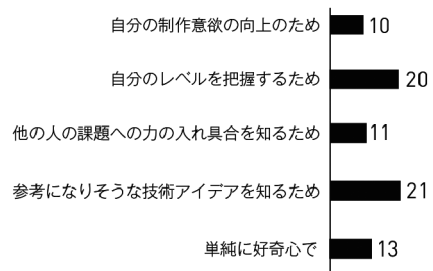 自分の制作意欲の向上のため 10
自分のレベルを把握するため 20
他の人の課題への力の入れ具合を知るため 11
参考になりそうな技術アイデアを知るため 21
単純に好奇心で 13